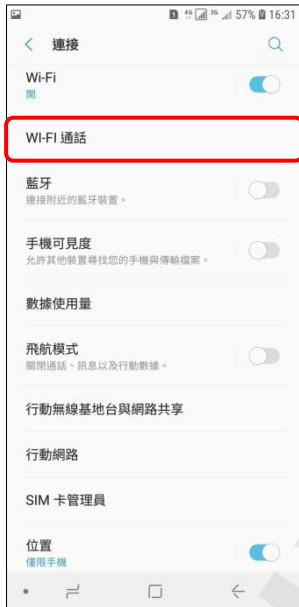 4G 3G 57% 16:31
連接
Wi-Fi
開
WI-FI 通話
藍牙
連接附近的藍牙裝置。
手機可見度
允許其他裝置尋找您的手機與傳輸檔案。
數據使用量
飛航模式
關閉通話、訊息以及行動數據。
行動無線基地台與網路共享
行動網路
SIM 卡管理員
位置
僅限手機